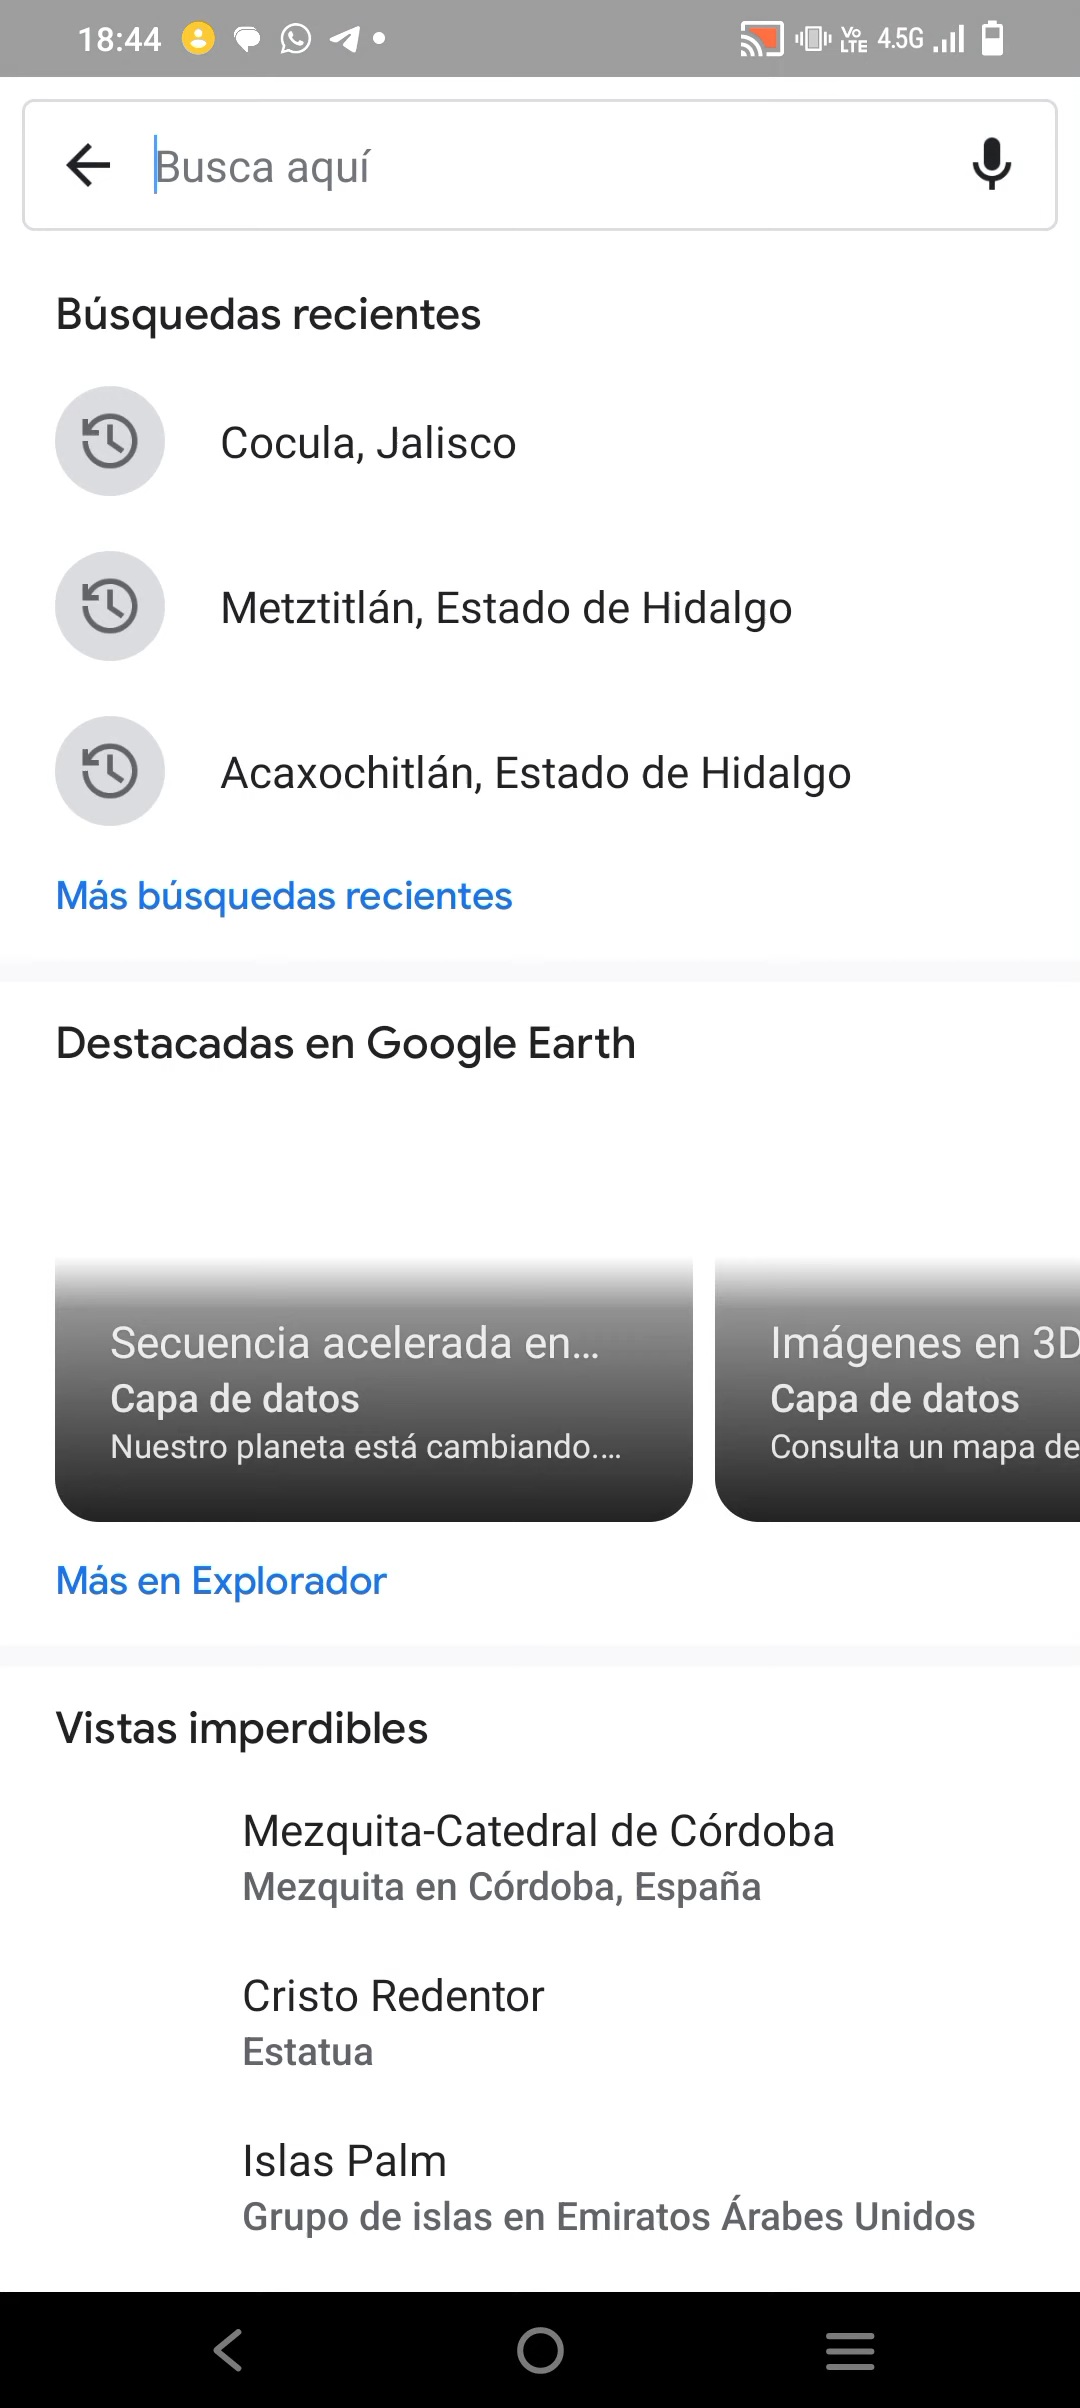 18:44
Vo LTE 4.5G
Busca aquí
Búsquedas recientes
Cocula, Jalisco
Metztitlán, Estado de Hidalgo
Acaxochitlán, Estado de Hidalgo
Más búsquedas recientes
Destacadas en Google Earth
Secuencia acelerada en...
Capa de datos
Nuestro planeta está cambiando....
Imágenes en 3D
Capa de datos
Consulta un mapa de
Más en Explorador
Vistas imperdibles
Mezquita-Catedral de Córdoba
Mezquita en Córdoba, España
Cristo Redentor
Estatua
Islas Palm
Grupo de islas en Emiratos Árabes Unidos